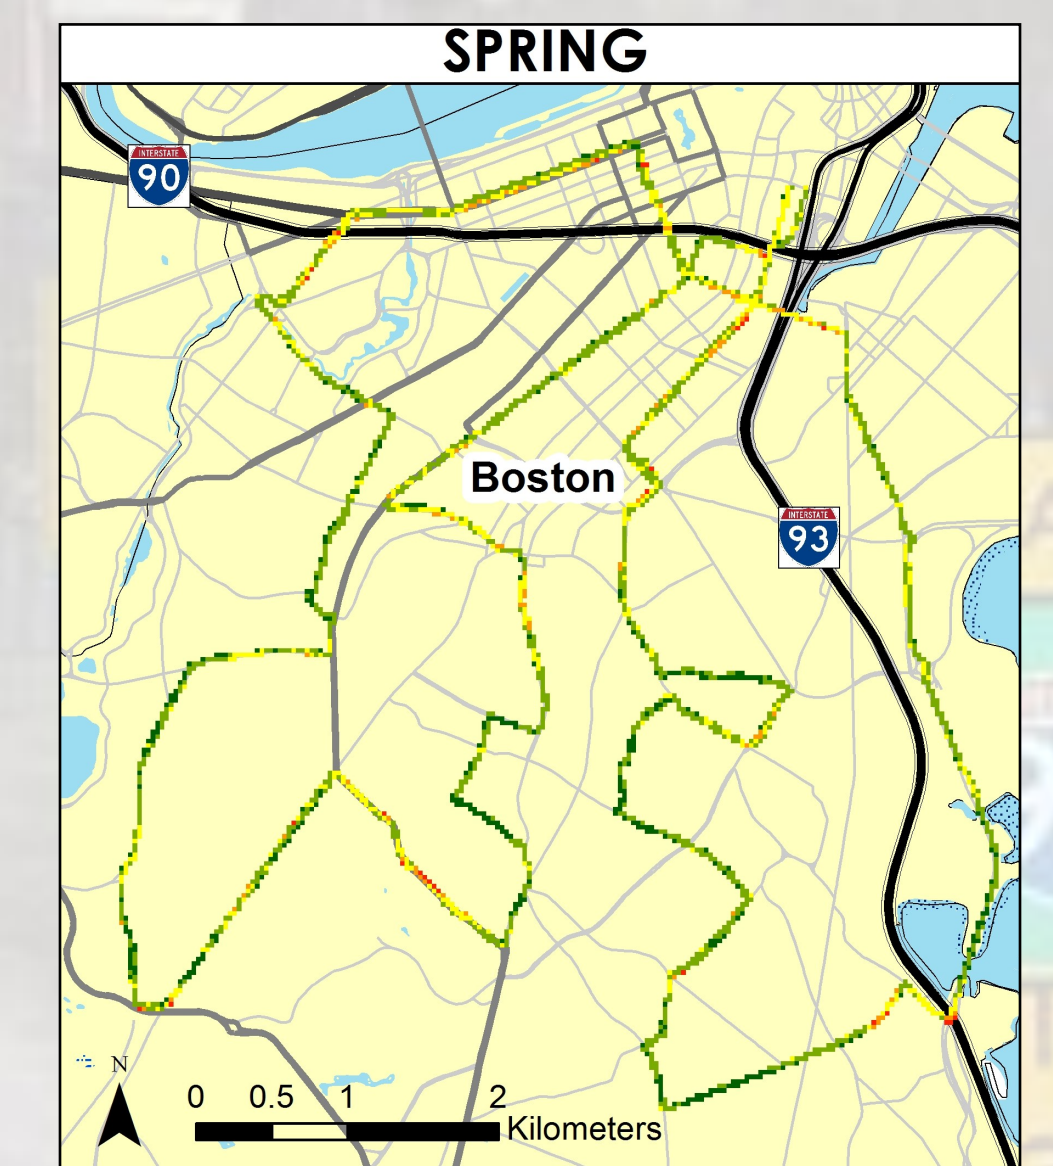 SPRING
INTERSTATE
90
Boston
INTERSTATE
93
N
0 0.5 1 2
Kilometers